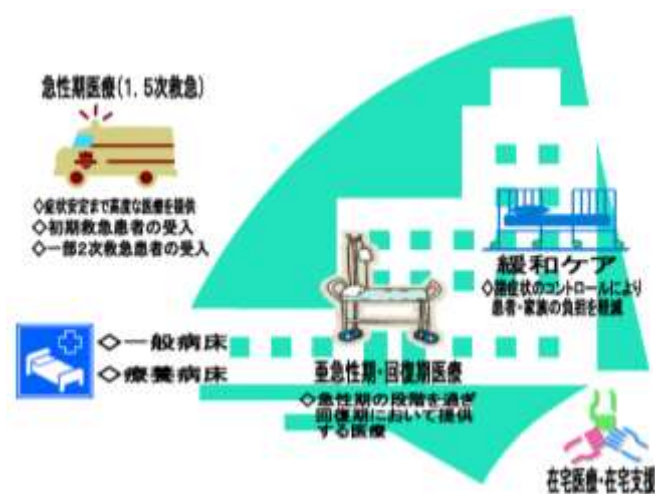 急性期医療(1.5次救急)
◇症状安定まで高度な医療を提供
◇初期救急患者の受入
◇一部2次救急患者の受入
緩和ケア
◇諸症状のコントロールにより
患者・家族の負担を軽減
◇一般病床
◇療養病床
亜急性期・回復期医療
◇急性期の段階を過ぎ
回復期において提供
する医療
在宅医療・在宅支援